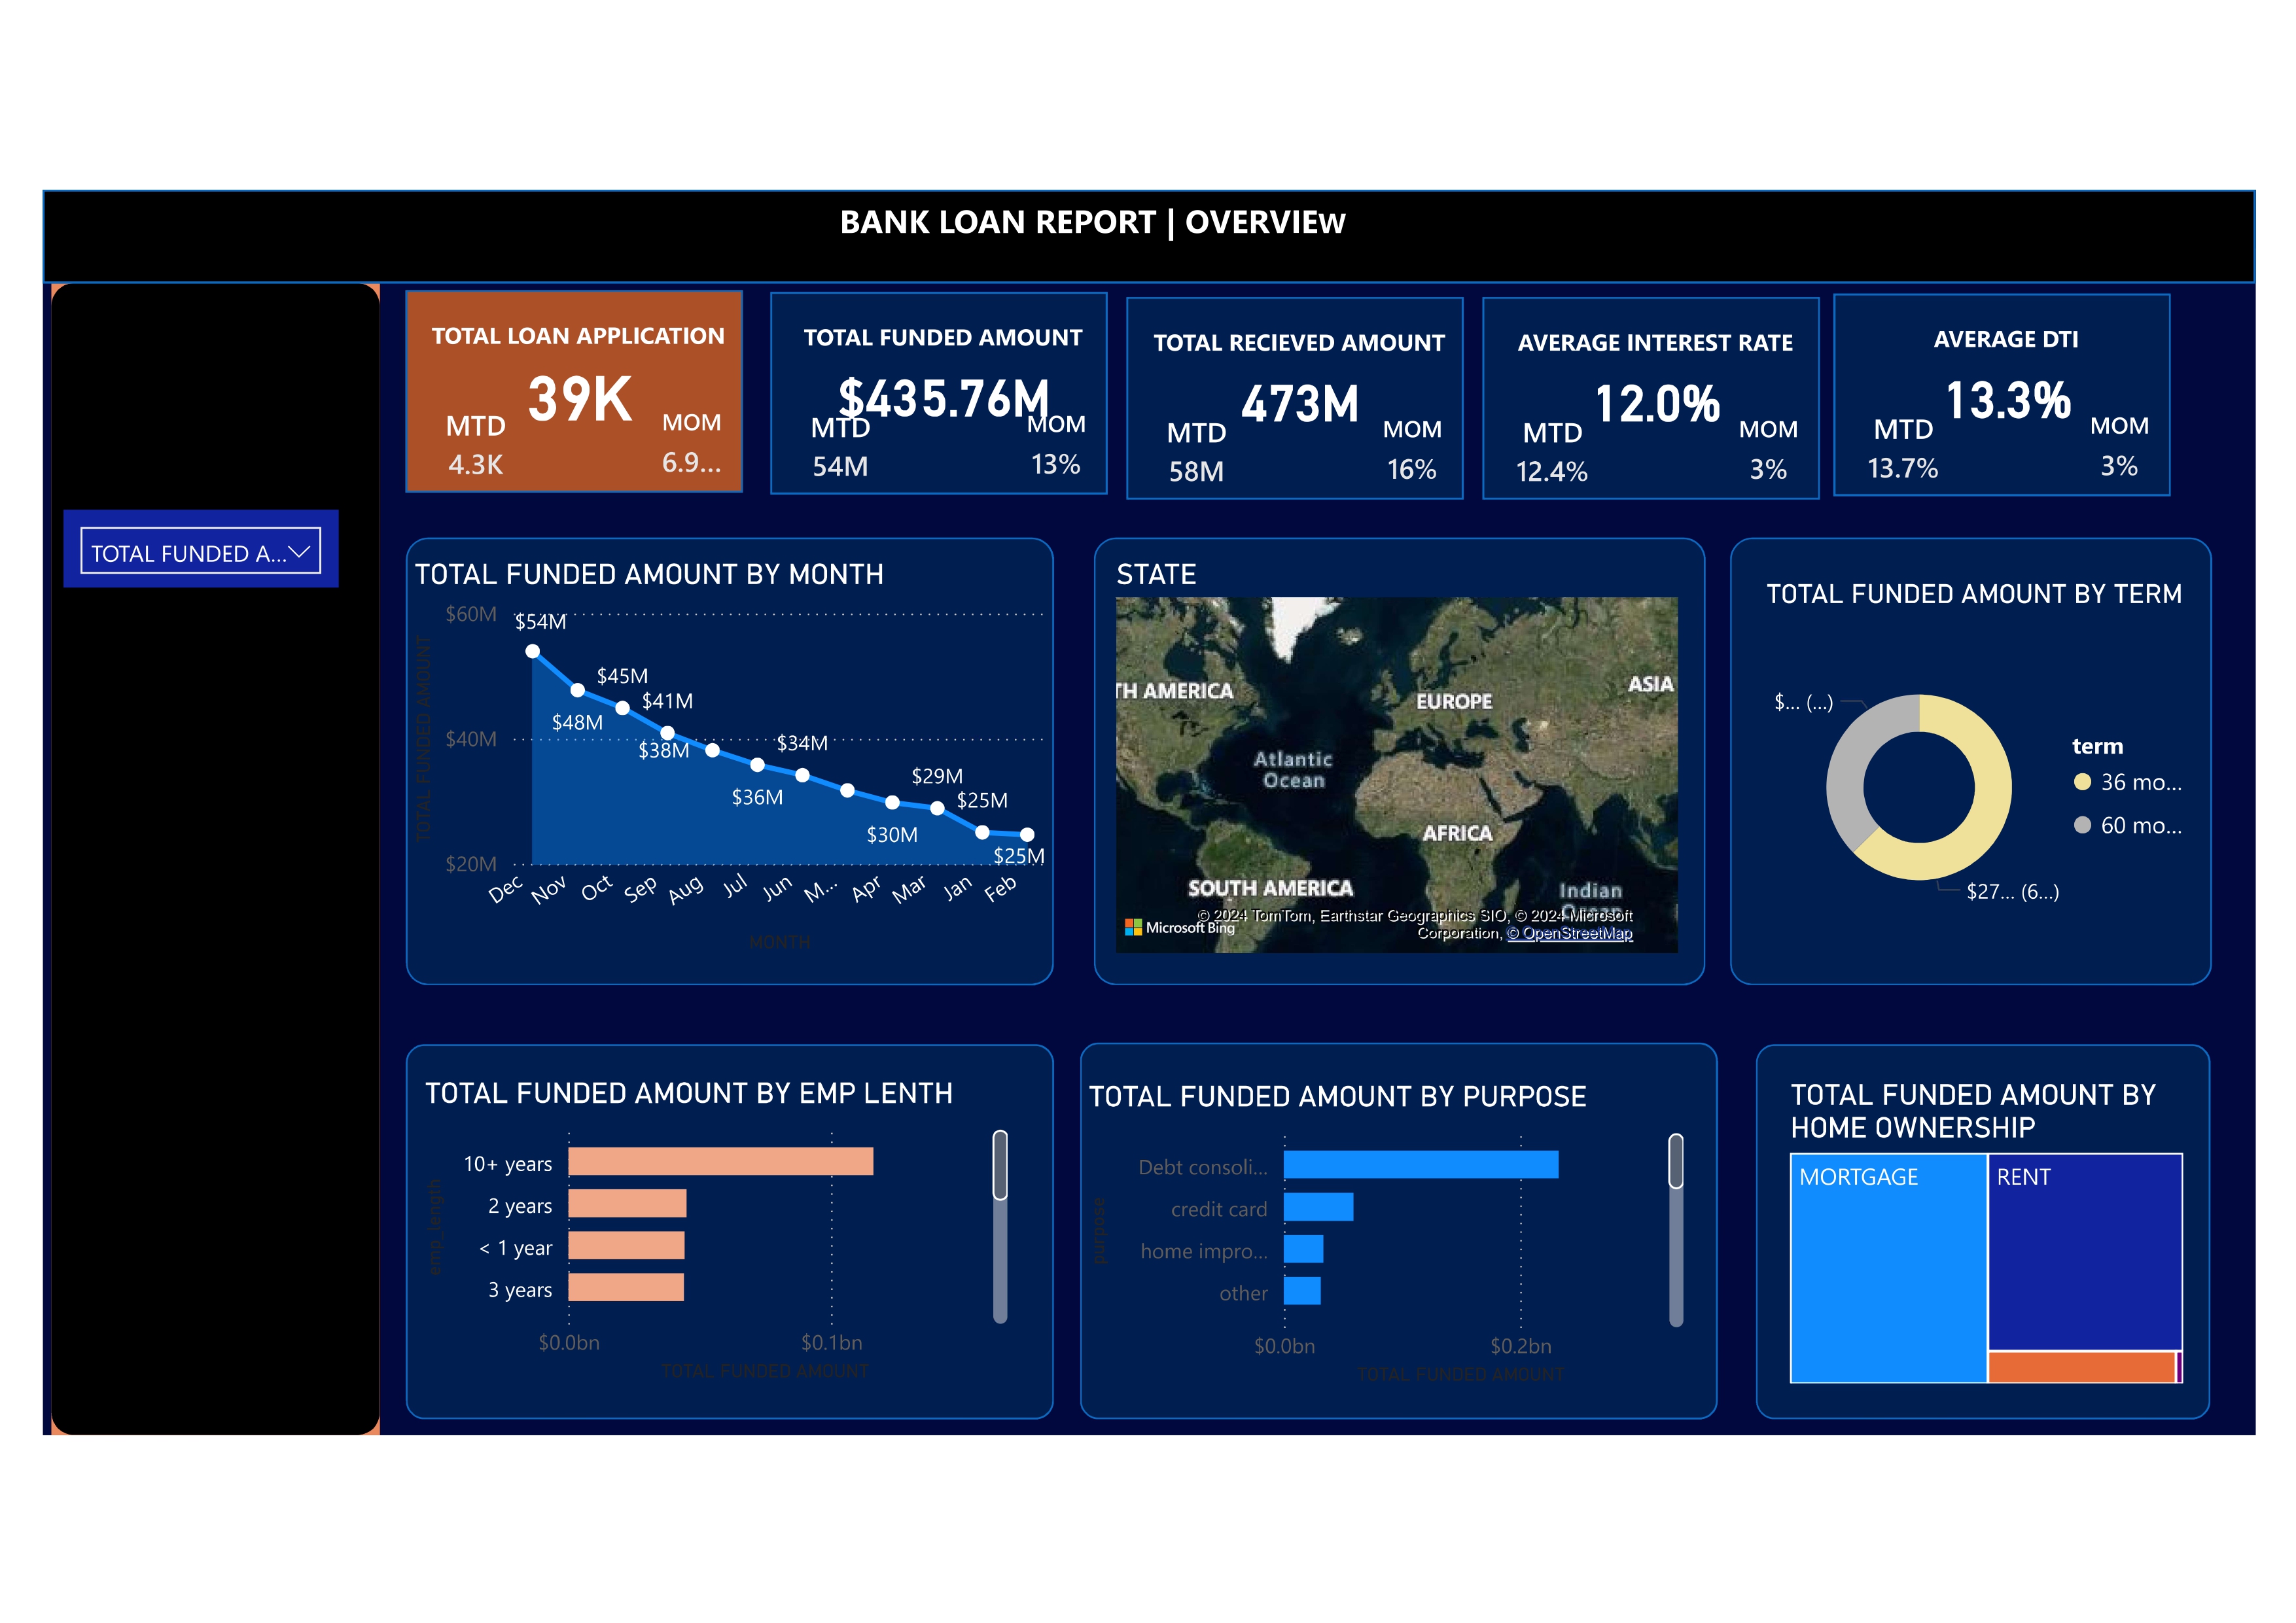 BANK LOAN REPORT | OVERVIEw
TOTAL LOAN APPLICATION
39K
MTD
MOM
4.3K
6.9...
TOTAL FUNDED AMOUNT
$435.76M
MTD
MOM
54M
13%
TOTAL RECIEVED AMOUNT
473M
MTD
MOM
58M
16%
AVERAGE INTEREST RATE
12.0%
MTD
MOM
12.4%
3%
AVERAGE DTI
13.3%
MTD
MOM
13.7%
3%
TOTAL FUNDED A...
TOTAL FUNDED AMOUNT BY MONTH
TOTAL FUNDED AMOUNT
$60M
$40M
$20M
$54M
$48M
$45M
$41M
$38M
$36M
$34M
$30M
$29M
$25M
$25M
Dec
Nov
Oct
Sep
Aug
Jul
Jun
M...
Apr
Mar
Jan
Feb
MONTH
STATE
TH AMERICA
EUROPE
ASIA
Atlantic
Ocean
AFRICA
SOUTH AMERICA
Indian
Ocean
Microsoft Bing
© 2024 TomTom, Earthstar Geographics SIO, © 2024 Microsoft
Corporation, © OpenStreetMap
TOTAL FUNDED AMOUNT BY TERM
$... (...)
$27... (6...)
term
36 mo...
60 mo...
TOTAL FUNDED AMOUNT BY EMP LENTH
emp_length
10+ years
2 years
< 1 year
3 years
$0.0bn
$0.1bn
TOTAL FUNDED AMOUNT
TOTAL FUNDED AMOUNT BY PURPOSE
purpose
Debt consoli...
credit card
home impro...
other
$0.0bn
$0.2bn
TOTAL FUNDED AMOUNT
TOTAL FUNDED AMOUNT BY
HOME OWNERSHIP
MORTGAGE
RENT